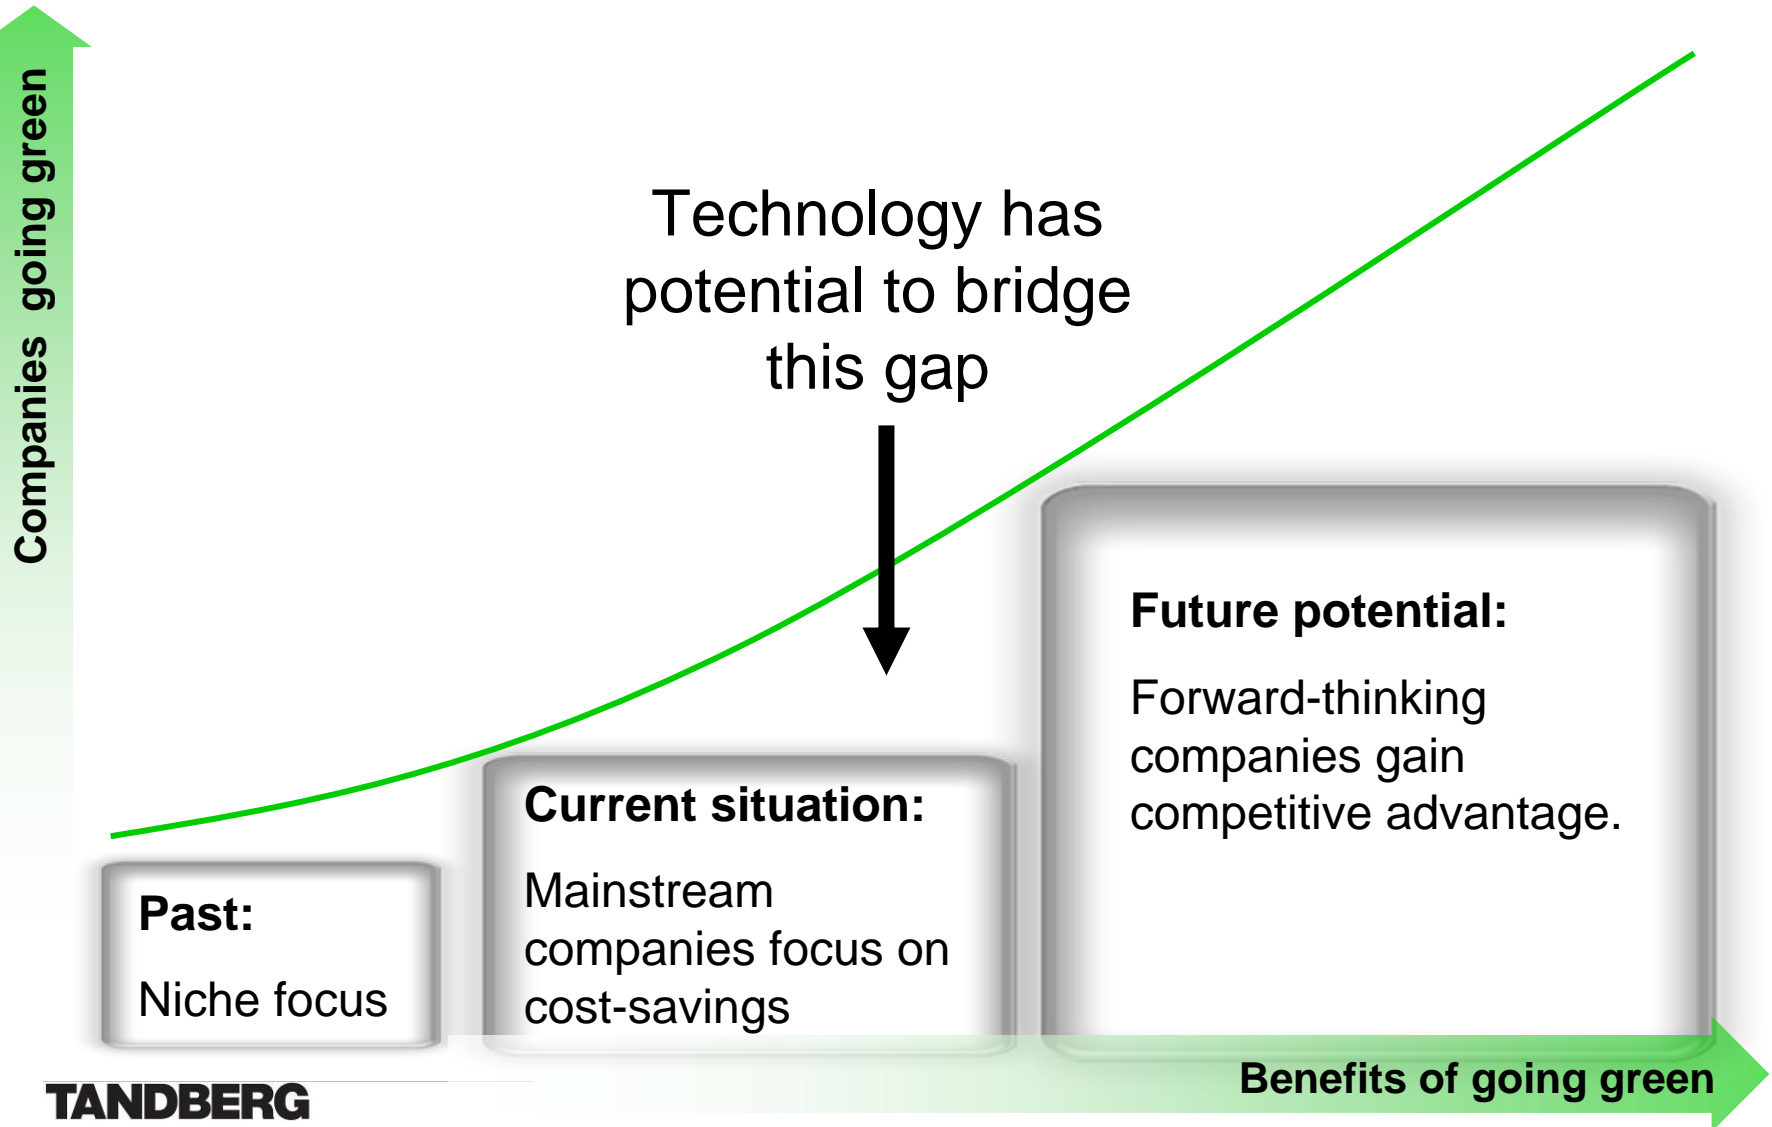 Companies going green
Technology has
potential to bridge
this gap
Past:
Niche focus
Current situation:
Mainstream
companies focus on
cost-savings
Future potential:
Forward-thinking
companies gain
competitive advantage.
Benefits of going green
TANDBERG